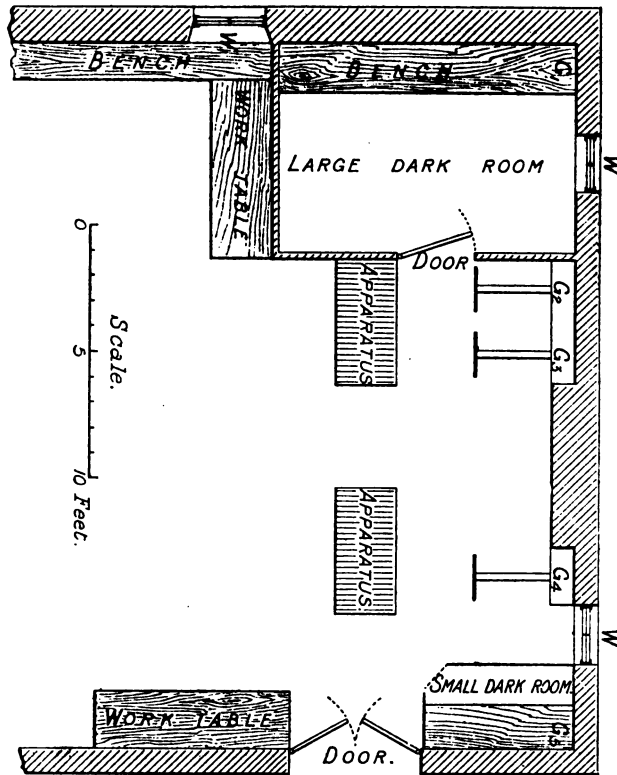 W
BENCH
BENCH
G
W
WORK TABLE
LARGE DARK ROOM
DOOR
0
5
10 Feet.
Scale.
APPARATUS
G2
G3
APPARATUS
G4
W
SMALL DARK ROOM.
G5
WORK TABLE
DOOR.